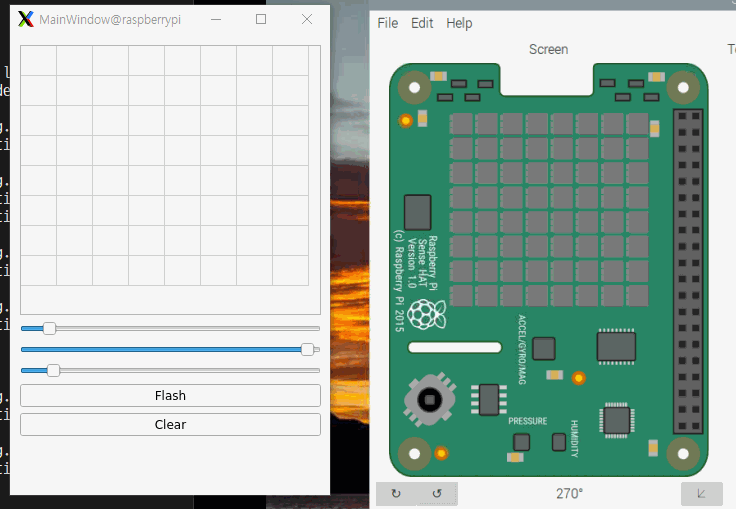 MainWindow@raspberrypi
Flash
Clear
File Edit Help
Screen
Raspberry Pi
Sense HAT
Version 1.0
(c) Raspberry Pi 2015
ACCEL/GYRO/MAG
PRESSURE
HUMIDITY
270°